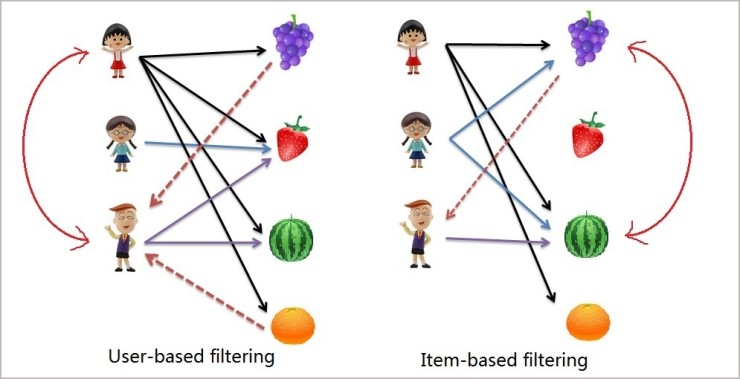 User-based filtering
Item-based filtering